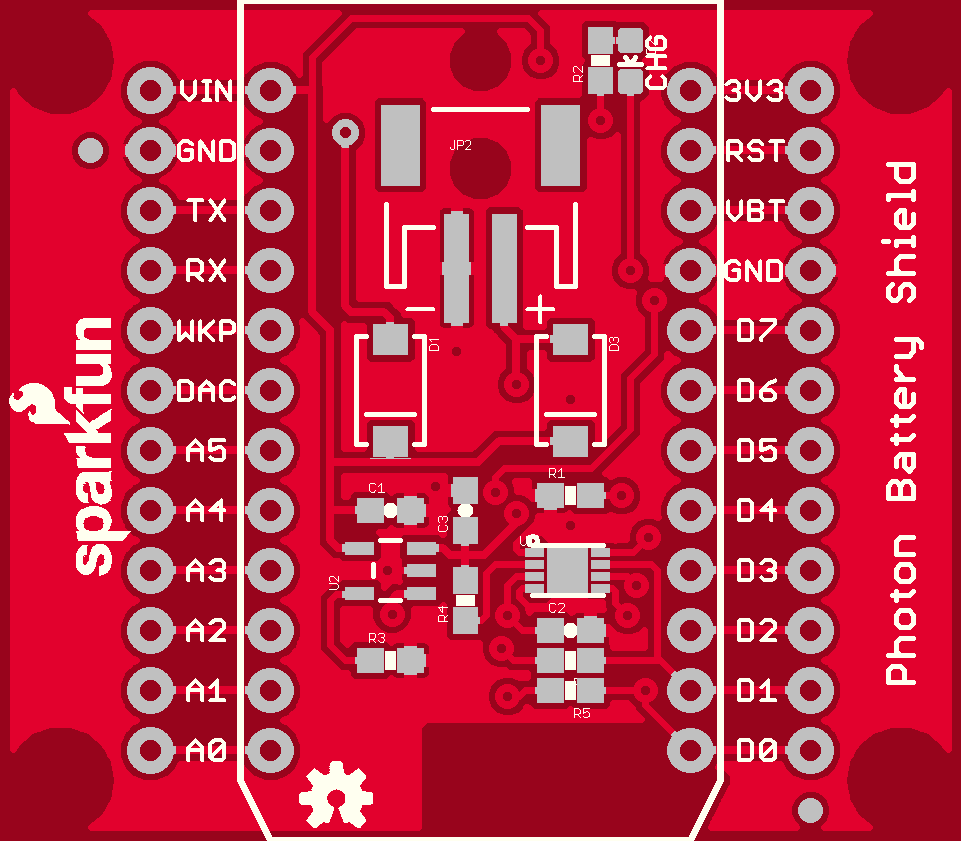 R2
CHG
VIN
3V3
GND
RST
JP2
TX
VBT
RX
GND
WKP
D7
D1
D3
DAC
D6
A5
D5
sparkfun
Photon Battery Shield
R1
C1
A4
D4
C3
A3
U2
D3
R4
C2
A2
D2
R3
A1
D1
R5
A0
D0